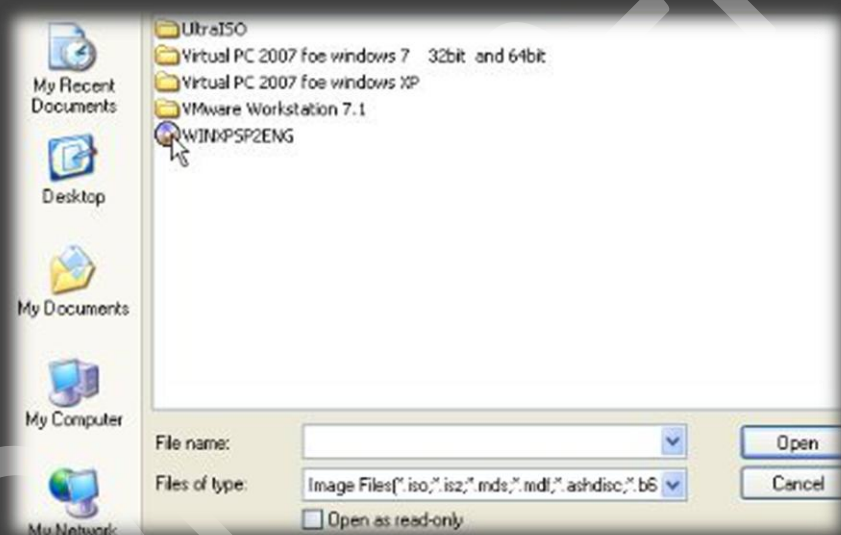 UltraISO
Virtual PC 2007 foe windows 7 32bit and 64bit
Virtual PC 2007 foe windows XP
VMware Workstation 7.1
WINXPSP2ENG
My Recent
Documents
Desktop
My Documents
My Computer
My Network
File name:
Open
Files of type:
Image Files(*.iso;*.isz;*.mds;*.mdf;*.ashdisc;*.b6
Cancel
Open as read-only